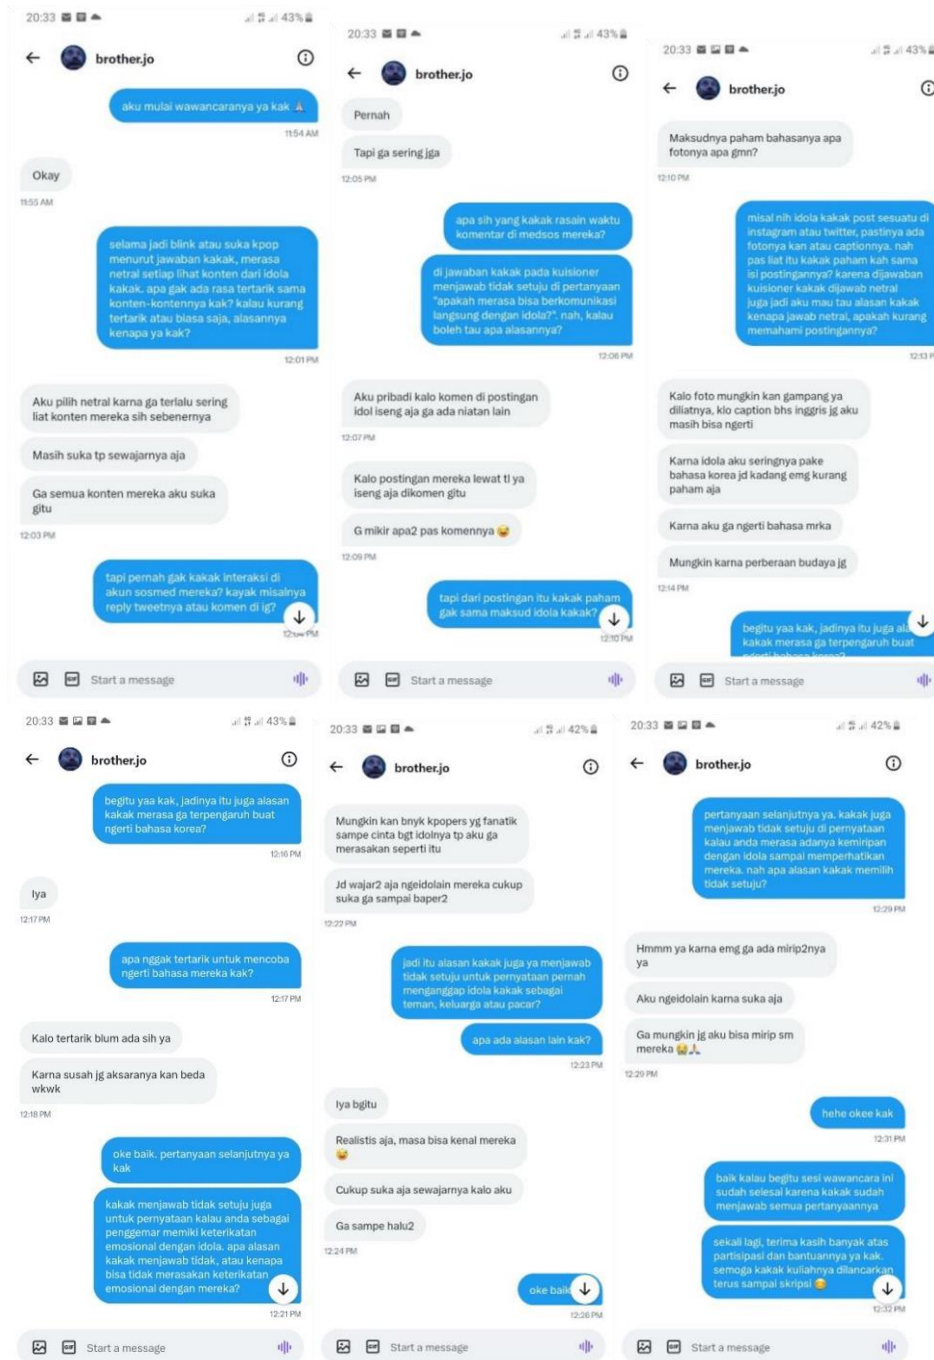 20:33 43%
brother.jo
aku mulai wawancaranya ya kak 🙏
11:54 AM
Okay
11:55 AM
selama jadi blink atau suka kpop
menurut jawaban kakak, merasa
netral setiap lihat konten dari idola
kakak. apa gak ada rasa tertarik sama
konten-kontennya kak? kalau kurang
tertarik atau biasa saja, alasannya
kenapa ya kak?
12:01 PM
Aku pilih netral karna ga terlalu sering
liat konten mereka sih sebenernya
Masih suka tp sewajarnya aja
Ga semua konten mereka aku suka
gitu
12:03 PM
tapi pernah gak kakak interaksi di
akun sosmed mereka? kayak misalnya
reply tweetnya atau komen di ig?
12:04 PM
Start a message
20:33 43%
brother.jo
Pernah
Tapi ga sering jga
12:05 PM
apa sih yang kakak rasain waktu
komentar di medsos mereka?
di jawaban kakak pada kuisioner
menjawab tidak setuju di pertanyaan
"apakah merasa bisa berkomunikasi
langsung dengan idola?". nah, kalau
boleh tau apa alasannya?
12:06 PM
Aku pribadi kalo komen di postingan
idol iseng aja ga ada niatan lain
12:07 PM
Kalo postingan mereka lewat tl ya
iseng aja dikomen gitu
G mikir apa2 pas komennya 😅
12:09 PM
tapi dari postingan itu kakak paham
gak sama maksud idola kakak?
12:10 PM
GIF Start a message
20:33 43%
brother.jo
Maksudnya paham bahasanya apa
fotonya apa gmn?
12:10 PM
misal nih idola kakak post sesuatu di
instagram atau twitter, pastinya ada
fotonya kan atau captionnya. nah
pas liat itu kakak paham kah sama
isi postingannya? karena dijawaban
kuisioner kakak dijawab netral
juga jadi aku mau tau alasan kakak
kenapa jawab netral, apakah kurang
memahami postingannya?
12:13 P
Kalo foto mungkin kan gampang ya
diliatnya, klo caption bhs inggris jg aku
masih bisa ngerti
Karna idola aku seringnya pake
bahasa korea jd kadang emg kurang
paham aja
Karna aku ga ngerti bahasa mrka
Mungkin karna perberaan budaya jg
12:14 PM
begitu yaa kak, jadinya itu juga ala
kakak merasa ga terpengaruh buat
ngerti bahasa korea?
GIF Start a message
20:33 43%
brother.jo
begitu yaa kak, jadinya itu juga alasan
kakak merasa ga terpengaruh buat
ngerti bahasa korea?
12:16 PM
Iya
12:17 PM
apa nggak tertarik untuk mencoba
ngerti bahasa mereka kak?
12:17 PM
Kalo tertarik blum ada sih ya
Karna susah jg aksaranya kan beda
wkwk
12:18 PM
oke baik. pertanyaan selanjutnya ya
kak
kakak menjawab tidak setuju juga
untuk pernyataan kalau anda sebagai
penggemar memiki keterikatan
emosional dengan idola. apa alasan
kakak menjawab tidak, atau kenapa
bisa tidak merasakan keterikatan
emosional dengan mereka?
12:21 PM
GIF Start a message
20:33 42%
brother.jo
Mungkin kan bnyk kpopers yg fanatik
sampe cinta bgt idolnya tp aku ga
merasakan seperti itu
Jd wajar2 aja ngeidolain mereka cukup
suka ga sampai baper2
12:22 PM
jadi itu alasan kakak juga ya menjawab
tidak setuju untuk pernyataan pernah
menganggap idola kakak sebagai
teman, keluarga atau pacar?
apa ada alasan lain kak?
12:23 PM
Iya bgitu
Realistis aja, masa bisa kenal mereka
😅
Cukup suka aja sewajarnya kalo aku
Ga sampe halu2
12:24 PM
oke baik
12:26 PM
GIF Start a message
20:33 42%
brother.jo
pertanyaan selanjutnya ya. kakak juga
menjawab tidak setuju di pernyataan
kalau anda merasa adanya kemiripan
dengan idola sampai memperhatikan
mereka. nah apa alasan kakak memilih
tidak setuju?
12:29 PM
Hmmm ya karna emg ga ada mirip2nya
ya
Aku ngeidolain karna suka aja
Ga mungkin jg aku bisa mirip sm
mereka 😭🙏
12:29 PM
hehe okee kak
12:31 PM
baik kalau begitu sesi wawancara ini
sudah selesai karena kakak sudah
menjawab semua pertanyaannya
sekali lagi, terima kasih banyak atas
partisipasi dan bantuannya ya kak.
semoga kakak kuliahnya dilancarkan
terus sampai skripsi 😊
12:32 PM
GIF Start a message